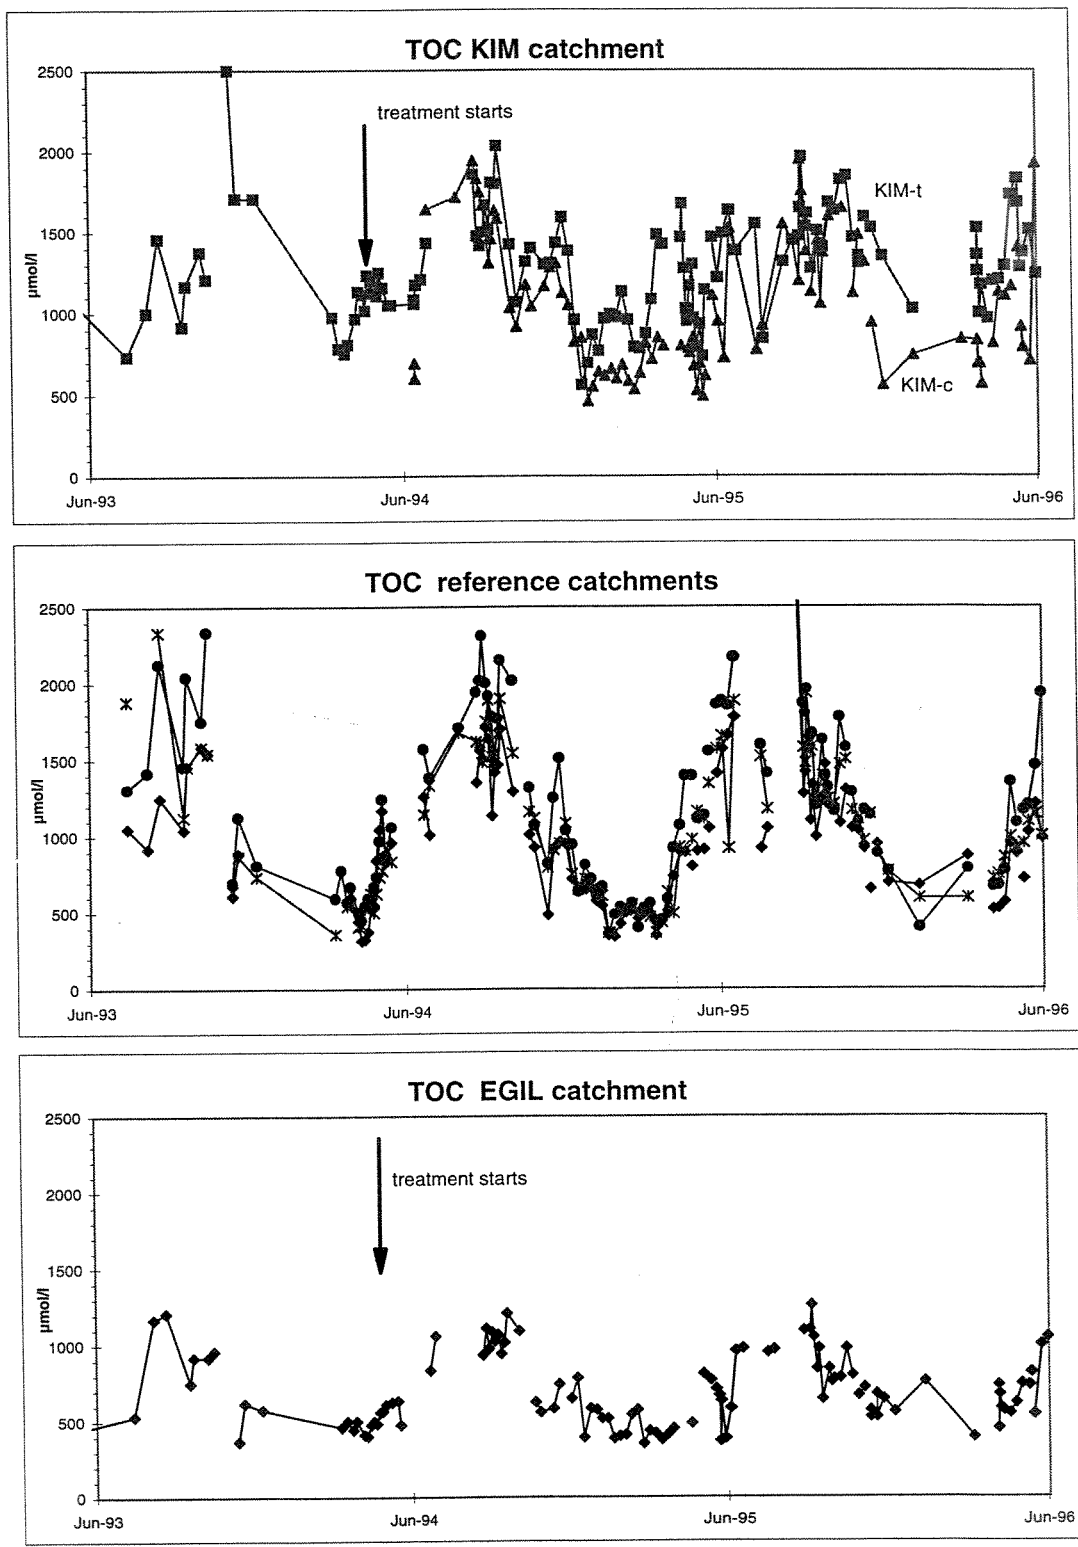 TOC KIM catchment
2500
treatment starts
2000
KIM-t
1500
µmol/l
1000
500
KIM-c
0
Jun-93
Jun-94
Jun-95
Jun-96
TOC reference catchments
2500
2000
1500
µmol/l
1000
500
0
Jun-93
Jun-94
Jun-95
Jun-96
TOC EGIL catchment
2500
treatment starts
2000
1500
µmol/l
1000
500
0
Jun-93
Jun-94
Jun-95
Jun-96